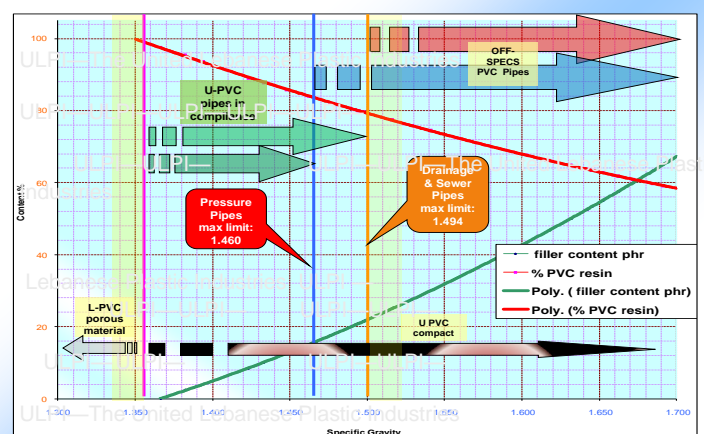 120
100
80
60
40
20
0
Content %
OFF-
SPECS
PVC Pipes
U-PVC
pipes in
compliance
Pressure
Pipes
max limit:
1.460
Drainage
& Sewer
Pipes
max limit:
1.494
filler content phr
% PVC resin
Poly. ( filler content phr)
Poly. (% PVC resin)
L-PVC
porous
material
U PVC
compact
1.300 1.350 1.400 1.450 1.500 1.550 1.600 1.650 1.700
Specific Gravity
ULPI—The United Lebanese Plastic Industries